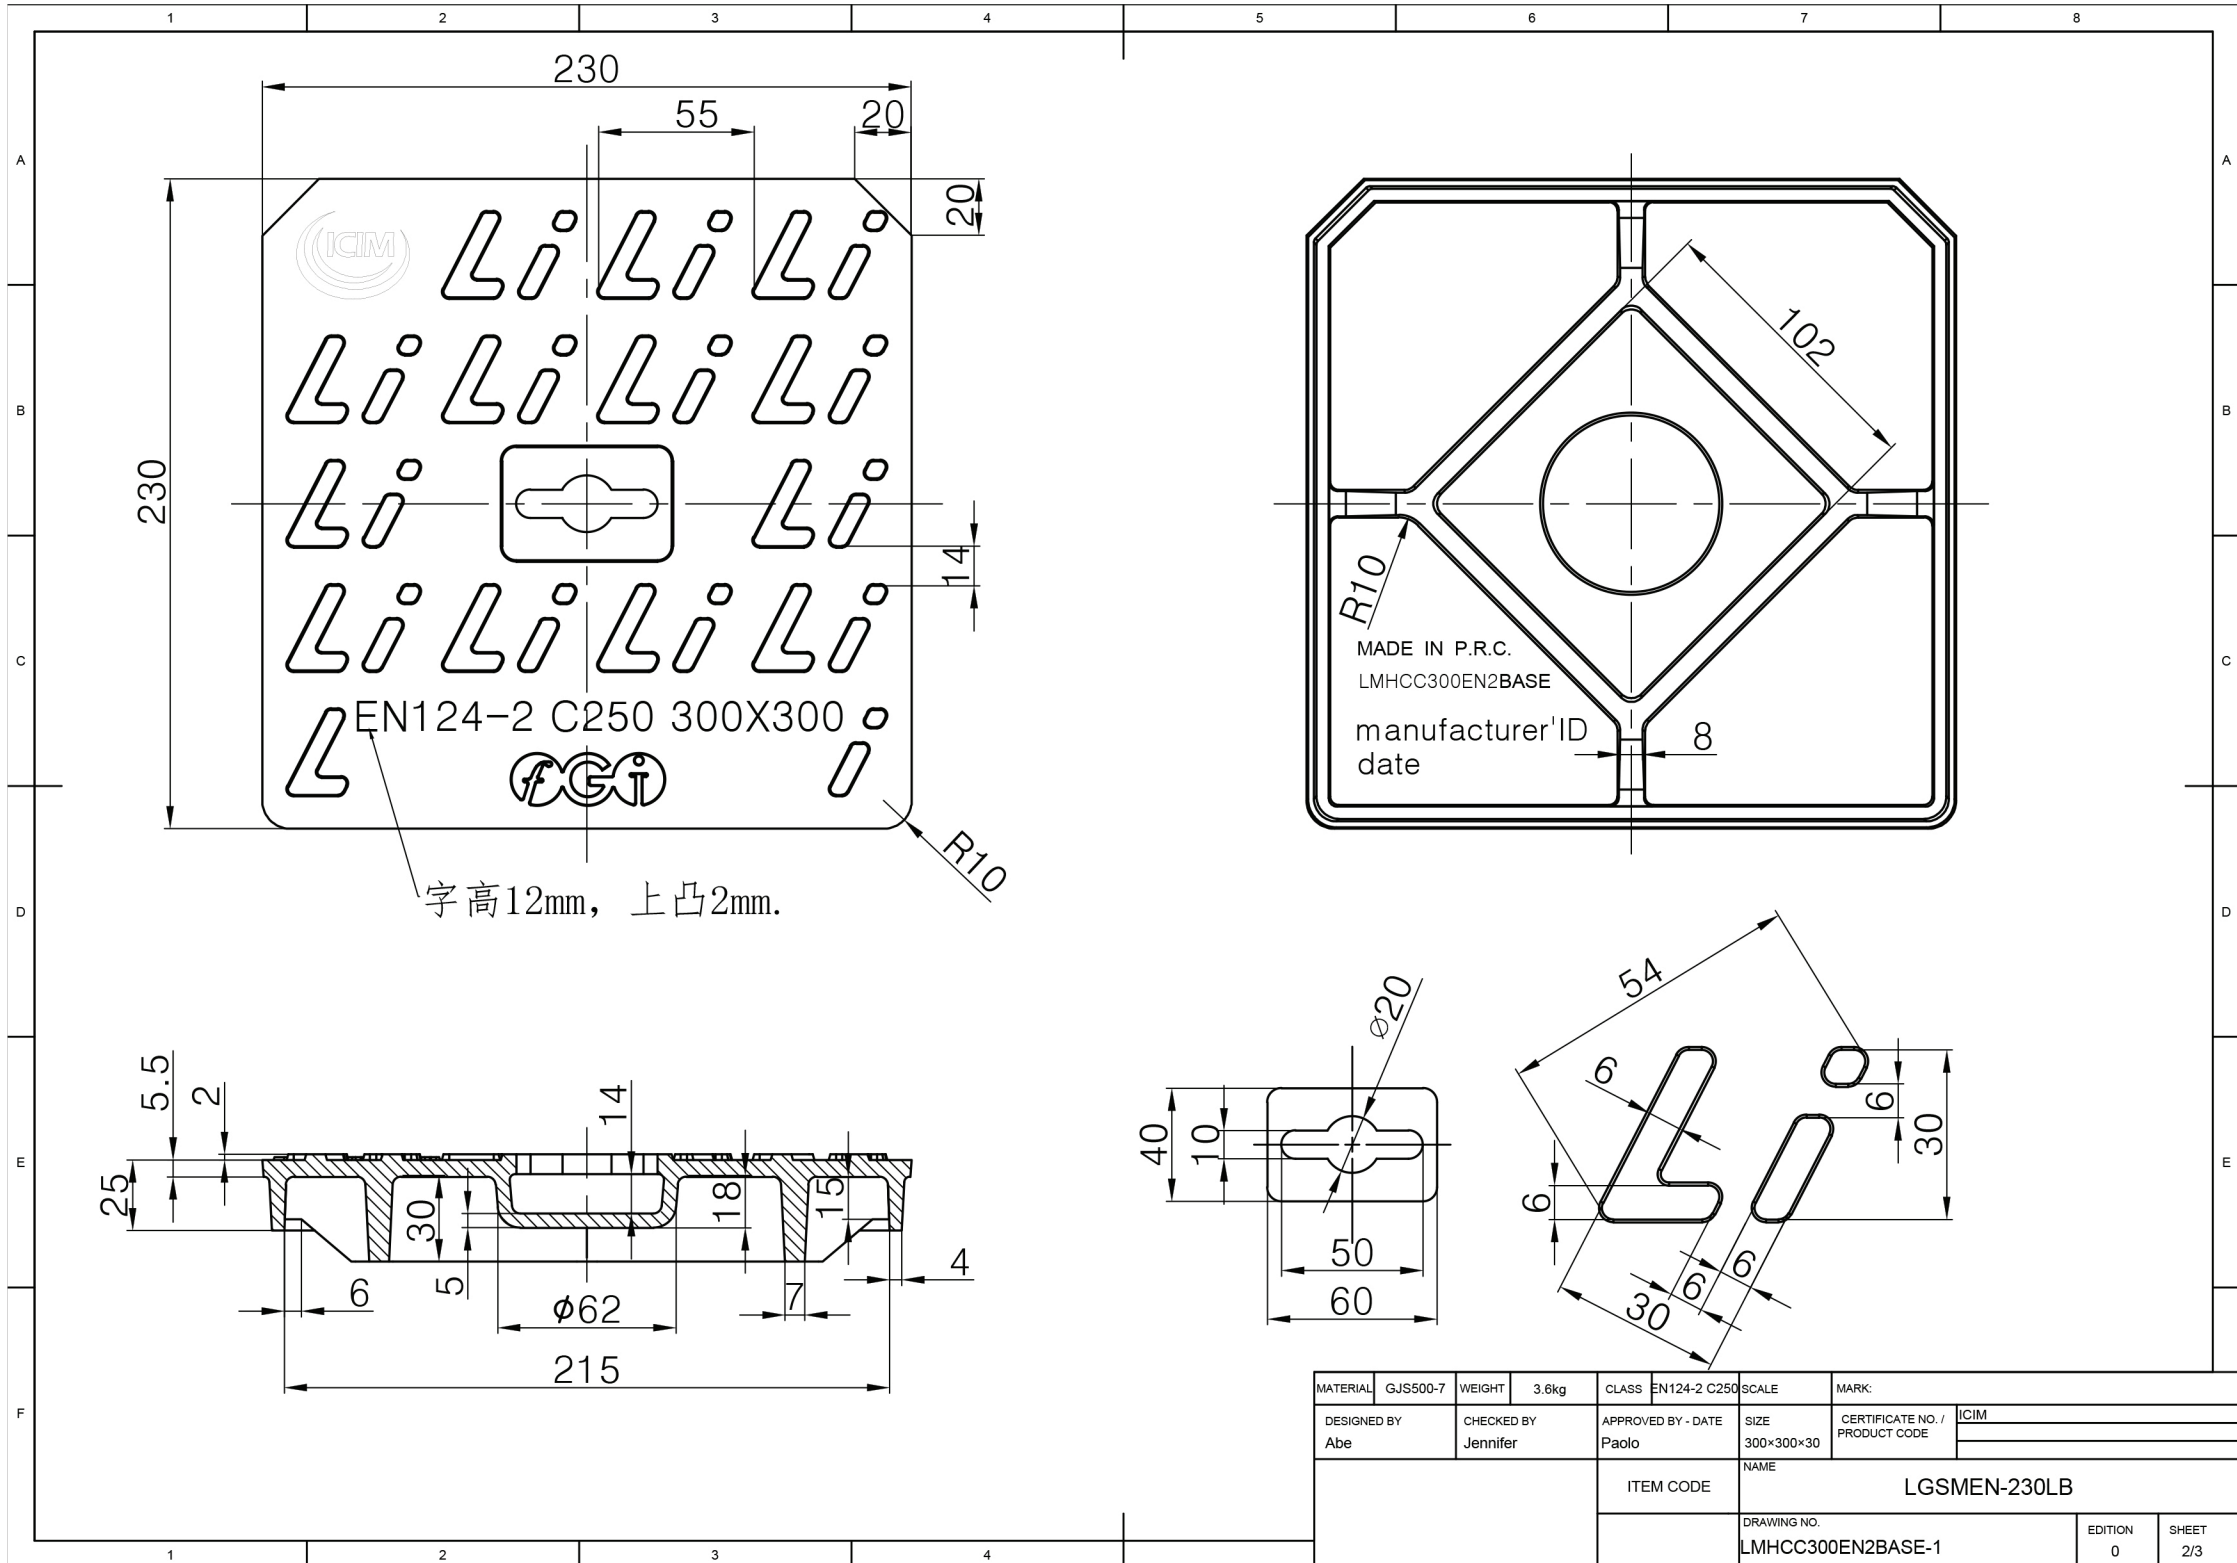 1 2 3 4 5 6 7 8
A A
B B
C C
D D
E E
F
230
55
20
20
230
14
R10
ICIM
Li Li Li
Li Li Li Li
Li Li
Li Li Li Li
L EN124-2 C250 300X300 i
fGi
字高12mm，上凸2mm.
102
R10
8
MADE IN P.R.C.
LMHCC300EN2BASE
manufacturer'ID
date
5.5
2
25
14
30
18
15
5
6
Φ62
7
4
215
⌀20
40
10
50
60
54
6
6
6
30
6
6
30
MATERIAL GJS500-7 WEIGHT 3.6kg CLASS EN124-2 C250 SCALE MARK:
DESIGNED BY CHECKED BY APPROVED BY - DATE SIZE CERTIFICATE NO. / ICIM
PRODUCT CODE
Abe Jennifer Paolo 300×300×30
NAME
ITEM CODE LGSMEN-230LB
DRAWING NO. EDITION SHEET
LMHCC300EN2BASE-1 0 2/3
1 2 3 4